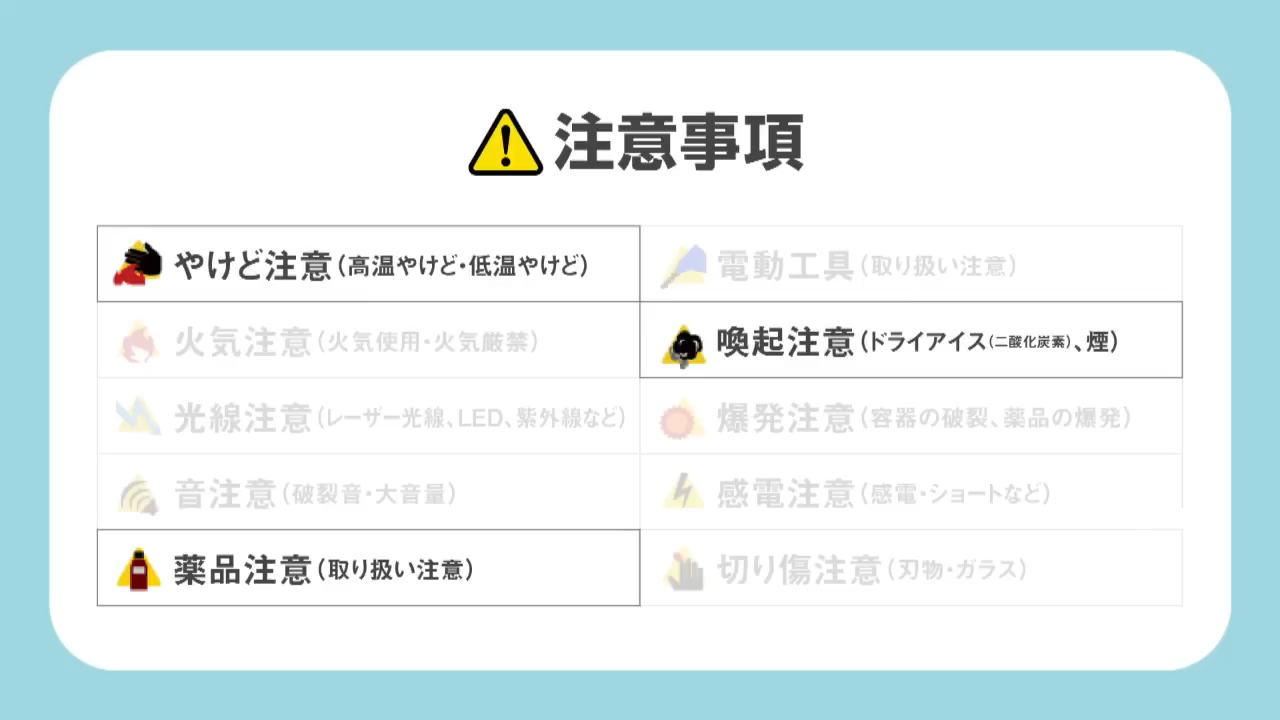 注意事項
やけど注意(高温やけど・低温やけど)
電動工具(取り扱い注意)
火気注意(火気使用・火気厳禁)
喚起注意(ドライアイス(二酸化炭素)、煙)
光線注意(レーザー光線、LED、紫外線など)
爆発注意(容器の破裂、薬品の爆発)
音注意(破裂音・大音量)
感電注意(感電・ショートなど)
薬品注意(取り扱い注意)
切り傷注意(刃物・ガラス)